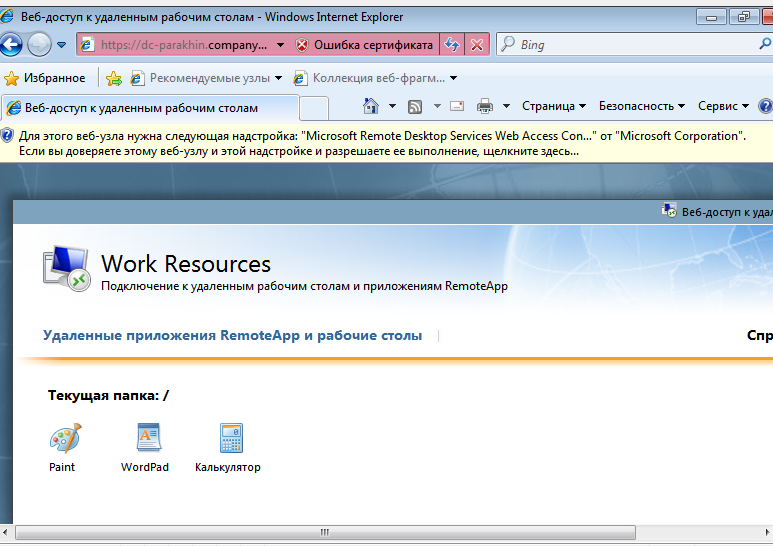 Веб-доступ к удаленным рабочим столам - Windows Internet Explorer
https://dc-parakhin.company... Ошибка сертификата Bing
Избранное Рекомендуемые узлы Коллекция веб-фрагм...
Веб-доступ к удаленным рабочим столам Страница Безопасность Сервис
Для этого веб-узла нужна следующая надстройка: "Microsoft Remote Desktop Services Web Access Con..." от "Microsoft Corporation".
Если вы доверяете этому веб-узлу и этой надстройке и разрешаете ее выполнение, щелкните здесь...
Веб-доступ к уда
Work Resources
Подключение к удаленным рабочим столам и приложениям RemoteApp
Удаленные приложения RemoteApp и рабочие столы Спр
Текущая папка: /
Paint WordPad Калькулятор